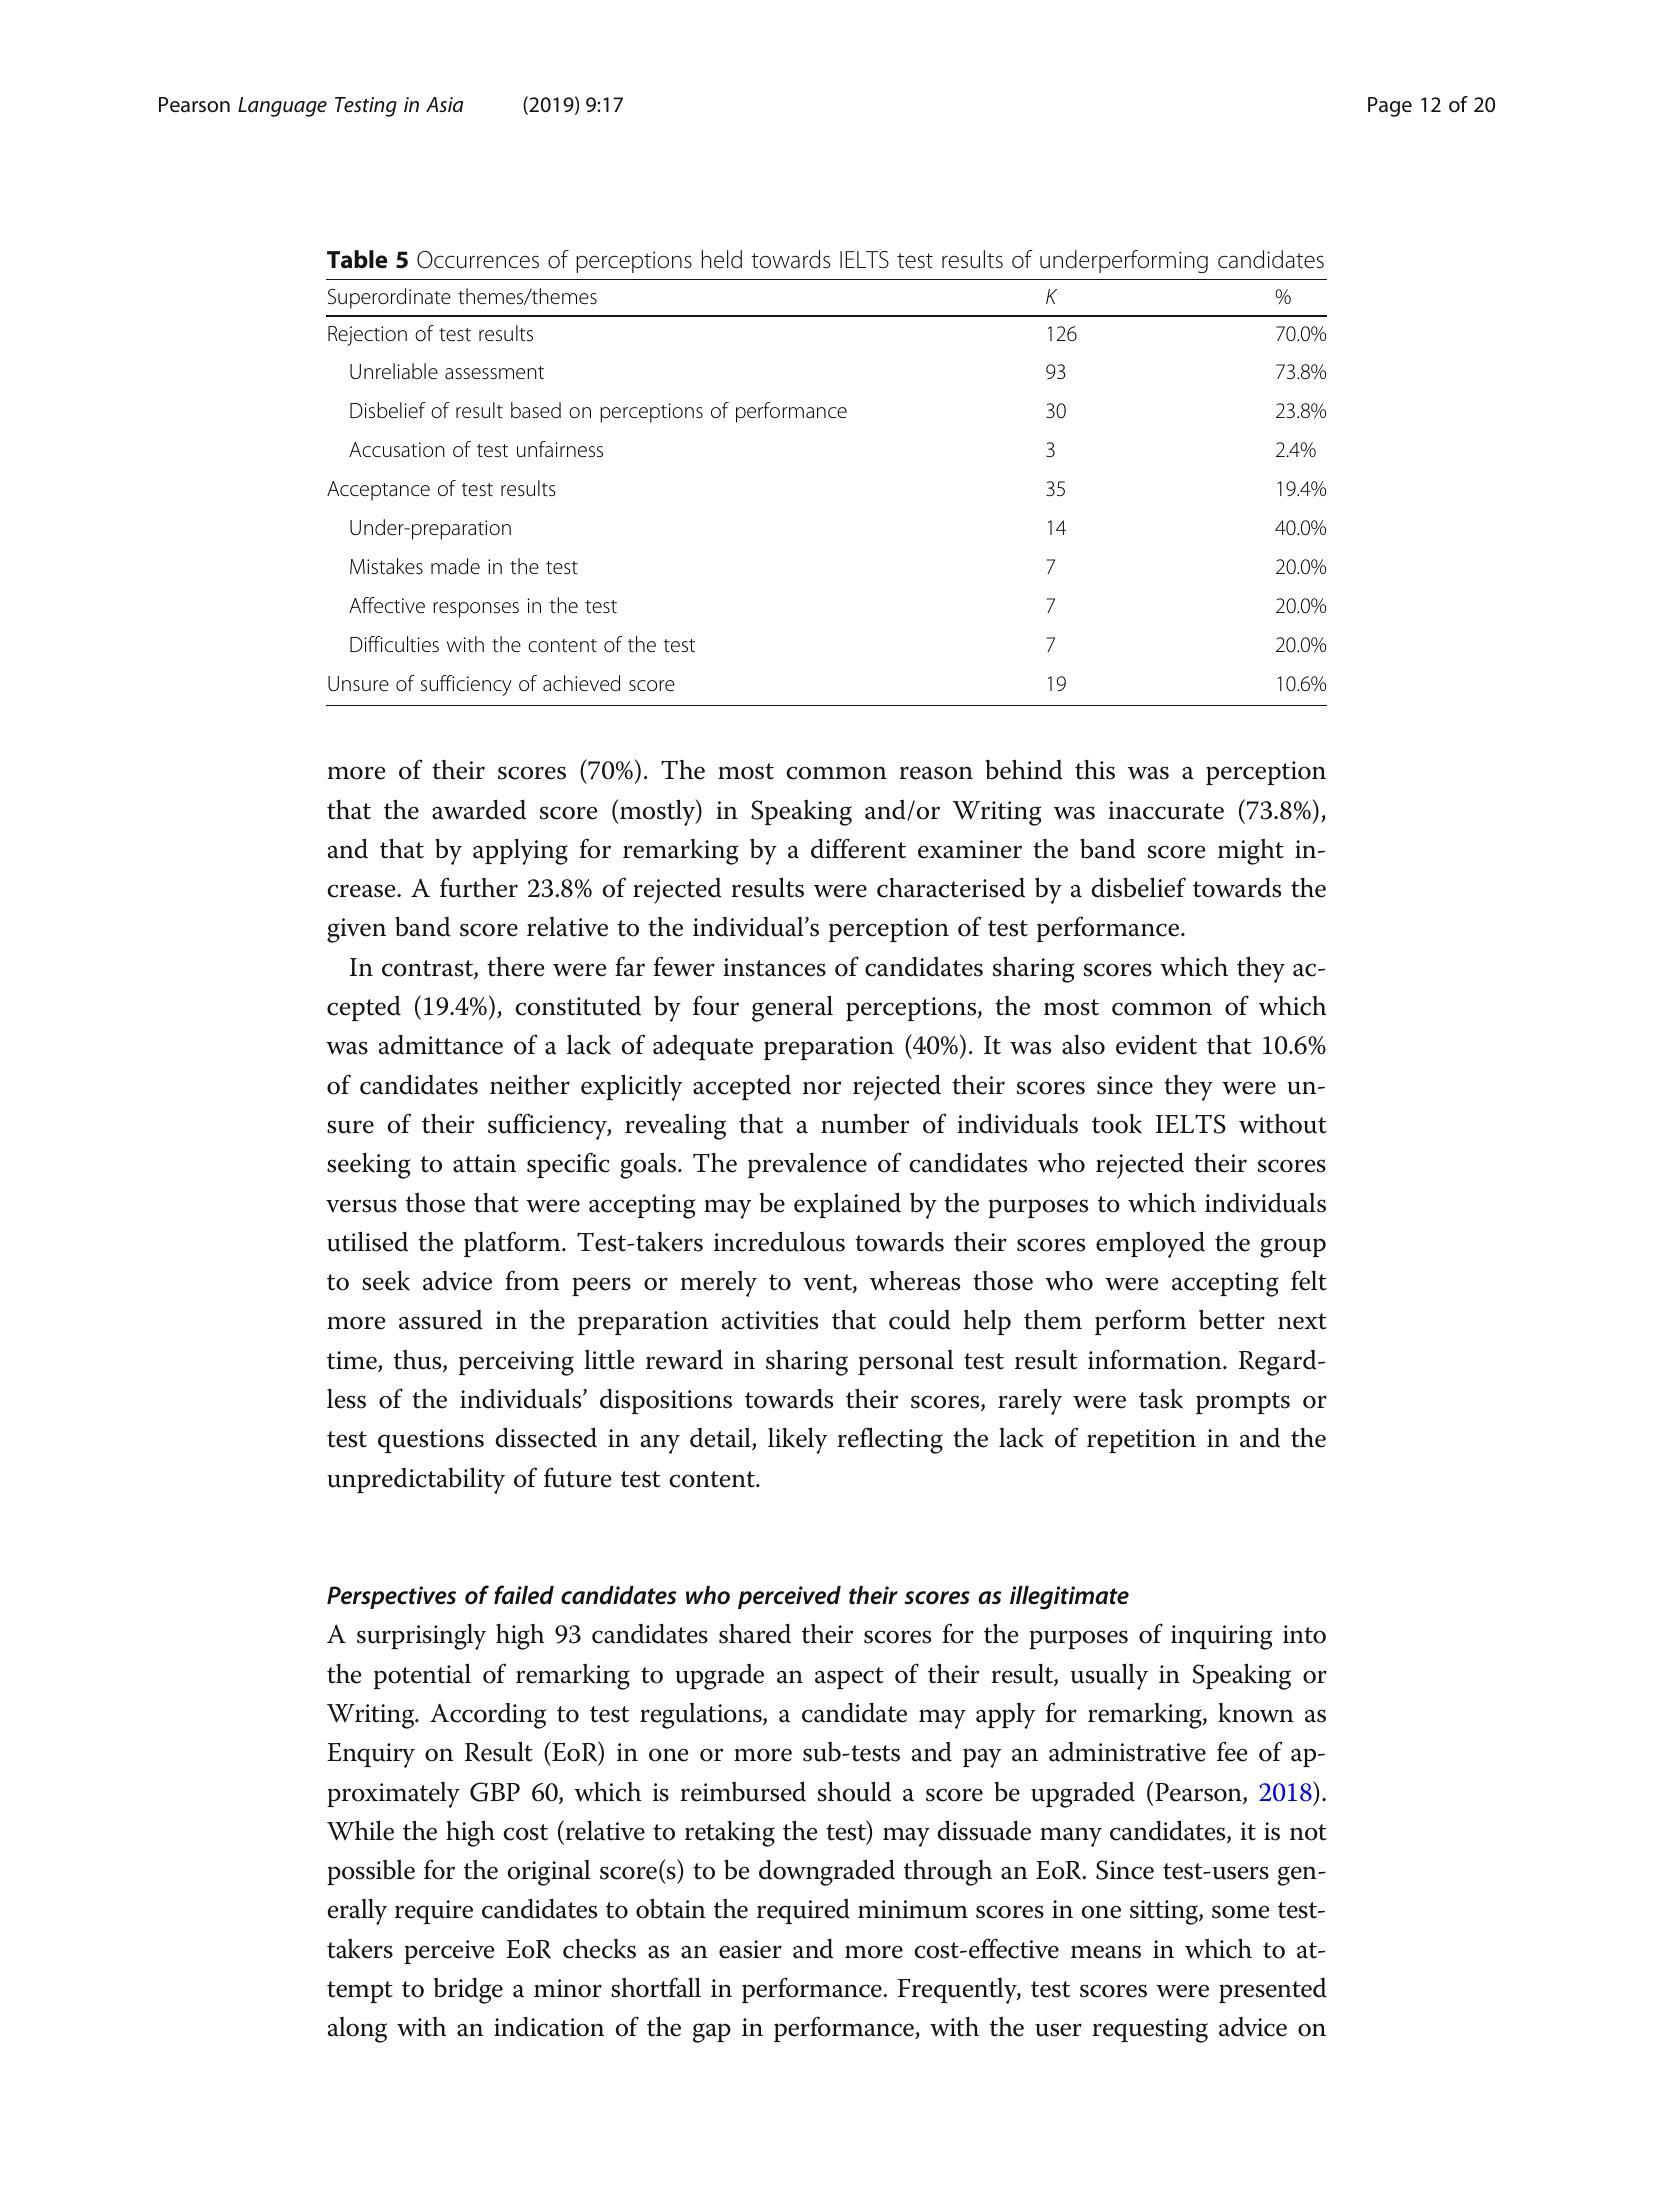 Pearson Language Testing in Asia (2019) 9:17 Page 12 of 20
Table 5 Occurrences of perceptions held towards IELTS test results of underperforming candidates
Superordinate themes/themes K %
Rejection of test results 126 70.0%
Unreliable assessment 93 73.8%
Disbelief of result based on perceptions of performance 30 23.8%
Accusation of test unfairness 3 2.4%
Acceptance of test results 35 19.4%
Under-preparation 14 40.0%
Mistakes made in the test 7 20.0%
Affective responses in the test 7 20.0%
Difficulties with the content of the test 7 20.0%
Unsure of sufficiency of achieved score 19 10.6%
more of their scores (70%). The most common reason behind this was a perception
that the awarded score (mostly) in Speaking and/or Writing was inaccurate (73.8%),
and that by applying for remarking by a different examiner the band score might in-
crease. A further 23.8% of rejected results were characterised by a disbelief towards the
given band score relative to the individual’s perception of test performance.
In contrast, there were far fewer instances of candidates sharing scores which they ac-
cepted (19.4%), constituted by four general perceptions, the most common of which
was admittance of a lack of adequate preparation (40%). It was also evident that 10.6%
of candidates neither explicitly accepted nor rejected their scores since they were un-
sure of their sufficiency, revealing that a number of individuals took IELTS without
seeking to attain specific goals. The prevalence of candidates who rejected their scores
versus those that were accepting may be explained by the purposes to which individuals
utilised the platform. Test-takers incredulous towards their scores employed the group
to seek advice from peers or merely to vent, whereas those who were accepting felt
more assured in the preparation activities that could help them perform better next
time, thus, perceiving little reward in sharing personal test result information. Regard-
less of the individuals’ dispositions towards their scores, rarely were task prompts or
test questions dissected in any detail, likely reflecting the lack of repetition in and the
unpredictability of future test content.
Perspectives of failed candidates who perceived their scores as illegitimate
A surprisingly high 93 candidates shared their scores for the purposes of inquiring into
the potential of remarking to upgrade an aspect of their result, usually in Speaking or
Writing. According to test regulations, a candidate may apply for remarking, known as
Enquiry on Result (EoR) in one or more sub-tests and pay an administrative fee of ap-
proximately GBP 60, which is reimbursed should a score be upgraded (Pearson, 2018).
While the high cost (relative to retaking the test) may dissuade many candidates, it is not
possible for the original score(s) to be downgraded through an EoR. Since test-users gen-
erally require candidates to obtain the required minimum scores in one sitting, some test-
takers perceive EoR checks as an easier and more cost-effective means in which to at-
tempt to bridge a minor shortfall in performance. Frequently, test scores were presented
along with an indication of the gap in performance, with the user requesting advice on